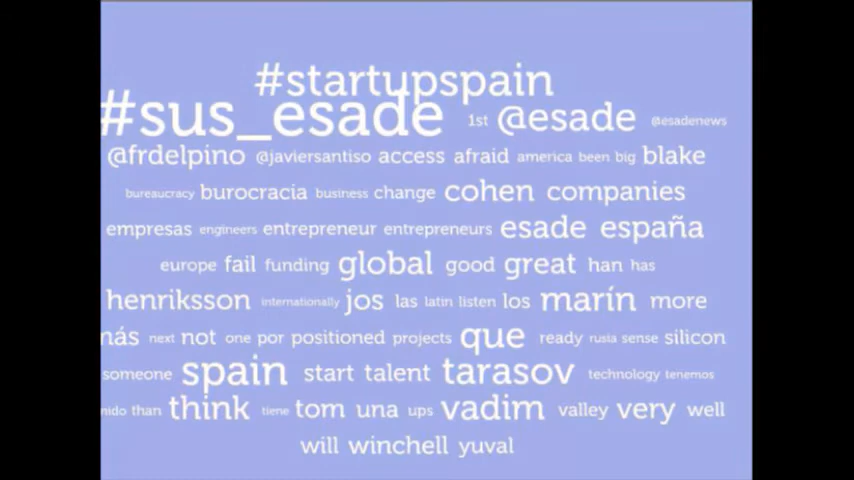 #startupspain
#sus_esade 1st @esade @esadenews
@frdelpino @javiersantiso access afraid america been big blake
bureaucracy burocracia business change cohen companies
empresas engineers entrepreneur entrepreneurs esade españa
europe fail funding global good great han has
henriksson internationally jos las latin listen los marín more
más next not one por positioned projects que ready rusia sense silicon
someone spain start talent tarasov technology tenemos
nido than think tiene tom una ups vadim valley very well
will winchell yuval